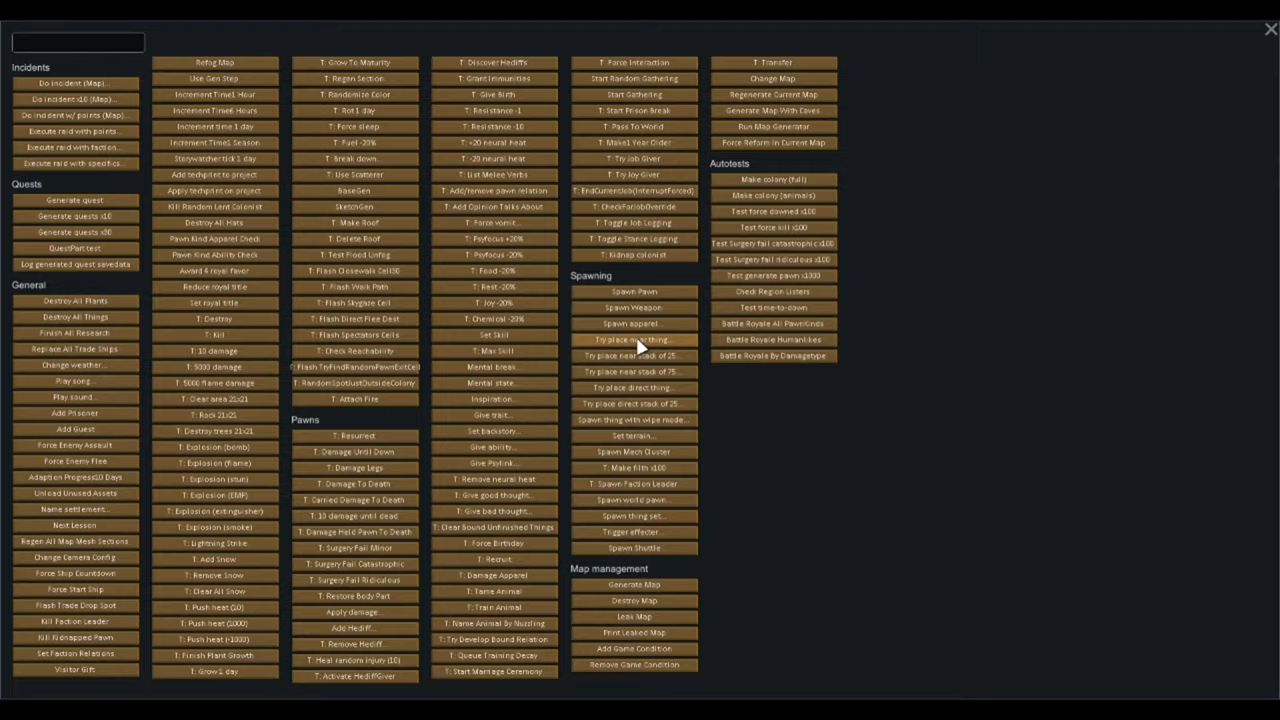 Incidents
Do incident (Map)...
Do incident x10 (Map)...
Do incident w/ points (Map)...
Execute raid with points...
Execute raid with faction...
Execute raid with specifics...
Quests
Generate quest
Generate quests x10
Generate quests x30
QuestPart test
Log generated quest savedata
General
Destroy All Plants
Destroy All Things
Finish All Research
Replace All Trade Ships
Change weather...
Play song...
Play sound...
Add Prisoner
Add Guest
Force Enemy Assault
Force Enemy Flee
Adaption Progress10 Days
Unload Unused Assets
Name settlement...
Next Lesson
Regen All Map Mesh Sections
Change Camera Config
Force Ship Countdown
Force Start Ship
Flash Trade Drop Spot
Kill Faction Leader
Kill Kidnapped Pawn
Set Faction Relations
Visitor Gift
Refog Map
Use Gen Step
Increment Time1 Hour
Increment Time6 Hours
Increment time 1 day
Increment Time1 Season
Storywatcher tick 1 day
Add techprint to project
Apply techprint on project
Kill Random Lent Colonist
Destroy All Hats
Pawn Kind Apparel Check
Pawn Kind Ability Check
Award 4 royal favor
Reduce royal title
Set royal title
T: Destroy
T: Kill
T: 10 damage
T: 5000 damage
T: 5000 flame damage
T: Clear area 21x21
T: Rock 21x21
T: Destroy trees 21x21
T: Explosion (bomb)
T: Explosion (flame)
T: Explosion (stun)
T: Explosion (EMP)
T: Explosion (extinguisher)
T: Explosion (smoke)
T: Lightning Strike
T: Add Snow
T: Remove Snow
T: Clear All Snow
T: Push heat (10)
T: Push heat (1000)
T: Push heat (-1000)
T: Finish Plant Growth
T: Grow 1 day
T: Grow To Maturity
T: Regen Section
T: Randomize Color
T: Rot 1 day
T: Force sleep
T: Fuel -20%
T: Break down...
T: Use Scatterer
BaseGen
SketchGen
T: Make Roof
T: Delete Roof
T: Test Flood Unfog
T: Flash Closewalk Cell30
T: Flash Walk Path
T: Flash Skygaze Cell
T: Flash Direct Flee Dest
T: Flash Spectators Cells
T: Check Reachability
T: FlashTryFindRandomPawnExitCell
T: RandomSpotJustOutsideColony
T: Attach Fire
Pawns
T: Resurrect
T: Damage Until Down
T: Damage Legs
T: Damage To Death
T: Carried Damage To Death
T: 10 damage until dead
T: Damage Held Pawn To Death
T: Surgery Fail Minor
T: Surgery Fail Catastrophic
T: Surgery Fail Ridiculous
T: Restore Body Part
Apply damage...
Add Hediff...
T: Remove Hediff...
T: Heal random injury (10)
T: Activate HediffGiver
T: Discover Hediffs
T: Grant Immunities
T: Give Birth
T: Resistance -1
T: Resistance -10
T: +20 neural heat
T: -20 neural heat
T: List Melee Verbs
T: Add/remove pawn relation
T: Add Opinion Talks About
T: Force vomit...
T: Psyfocus +20%
T: Psyfocus -20%
T: Food -20%
T: Rest -20%
T: Joy -20%
T: Chemical -20%
Set Skill
T: Max Skill
Mental break...
Mental state...
Inspiration...
Give trait...
Set backstory...
Give ability...
Give Psylink...
T: Remove neural heat
T: Give good thought...
T: Give bad thought...
T: Clear Bound Unfinished Things
T: Force Birthday
T: Recruit
T: Damage Apparel
T: Tame Animal
T: Train Animal
T: Name Animal By Nuzzling
T: Try Develop Bound Relation
T: Queue Training Decay
T: Start Marriage Ceremony
T: Force Interaction
Start Random Gathering
Start Gathering
T: Start Prison Break
T: Pass To World
T: Make1 Year Older
T: Try Job Giver
T: Try Joy Giver
T: EndCurrentJob(InterruptForced)
T: CheckForJobOverride
T: Toggle Job Logging
T: Toggle Stance Logging
T: Kidnap colonist
Spawning
Spawn Pawn
Spawn Weapon
Spawn apparel...
Try place near thing...
Try place near stack of 25...
Try place near stack of 75...
Try place direct thing...
Try place direct stack of 25...
Spawn thing with wipe mode...
Set terrain...
Spawn Mech Cluster
T: Make filth x100
T: Spawn Faction Leader
Spawn world pawn...
Spawn thing set...
Trigger effecter...
Spawn Shuttle
Map management
Generate Map
Destroy Map
Leak Map
Print Leaked Map
Add Game Condition
Remove Game Condition
T: Transfer
Change Map
Regenerate Current Map
Generate Map With Caves
Run Map Generator
Force Reform In Current Map
Autotests
Make colony (full)
Make colony (animals)
Test force downed x100
Test force kill x100
Test Surgery fail catastrophic x100
Test Surgery fail ridiculous x100
Test generate pawn x1000
Check Region Listers
Test time-to-down
Battle Royale All PawnKinds
Battle Royale Humanlikes
Battle Royale By Damagetype